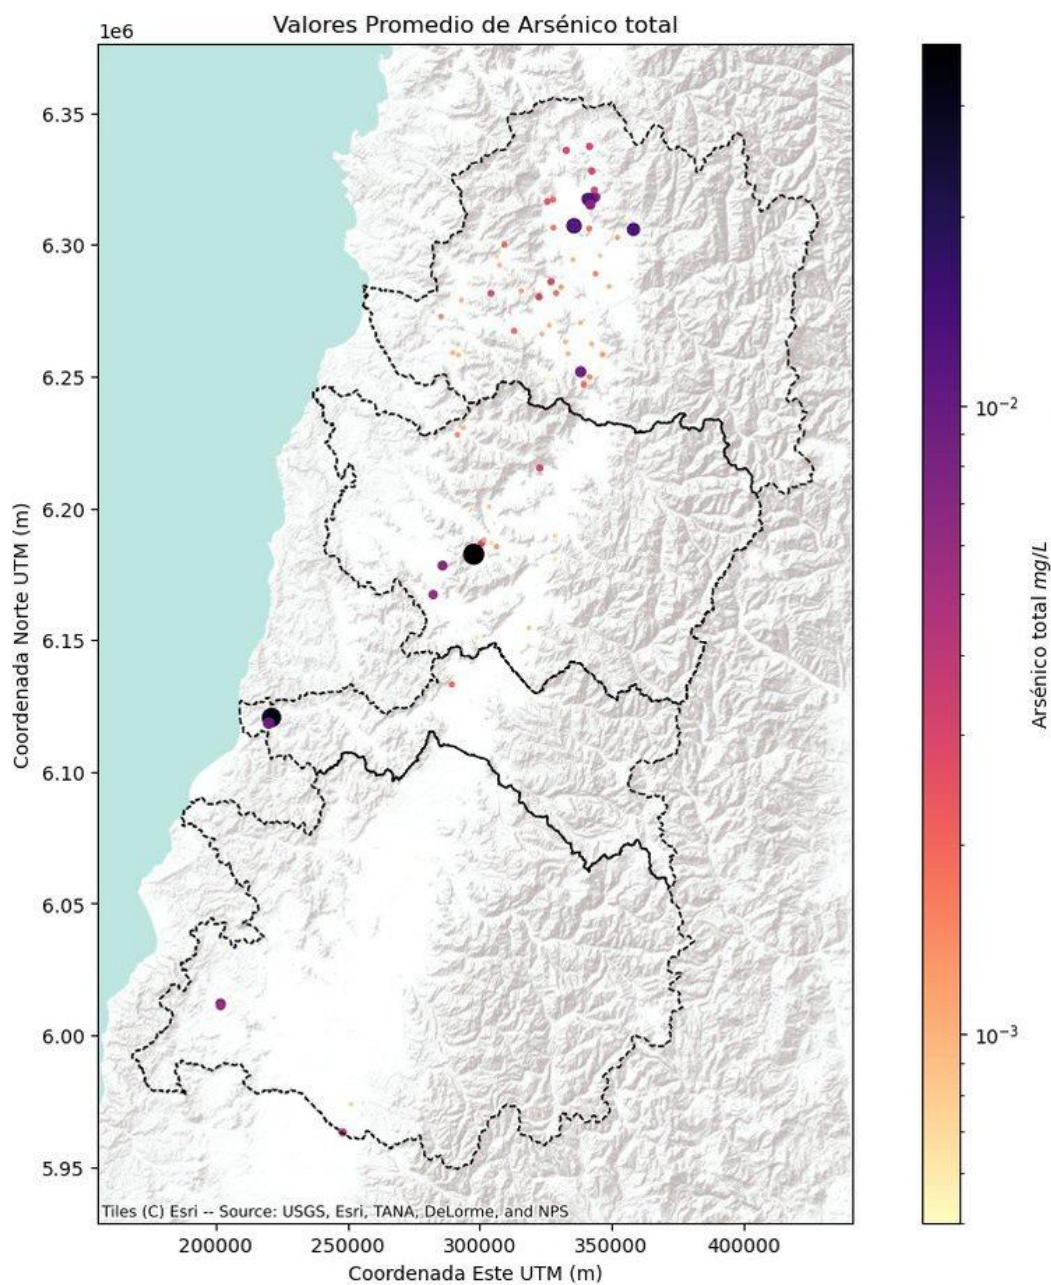 Valores Promedio de Arsénico total
1e6
6.35
6.30
6.25
6.20
6.15
6.10
6.05
6.00
5.95
Coordenada Norte UTM (m)
Tiles (C) Esri -- Source: USGS, Esri, TANA, DeLorme, and NPS
200000 250000 300000 350000 400000
Coordenada Este UTM (m)
10⁻²
10⁻³
Arsénico total mg/L